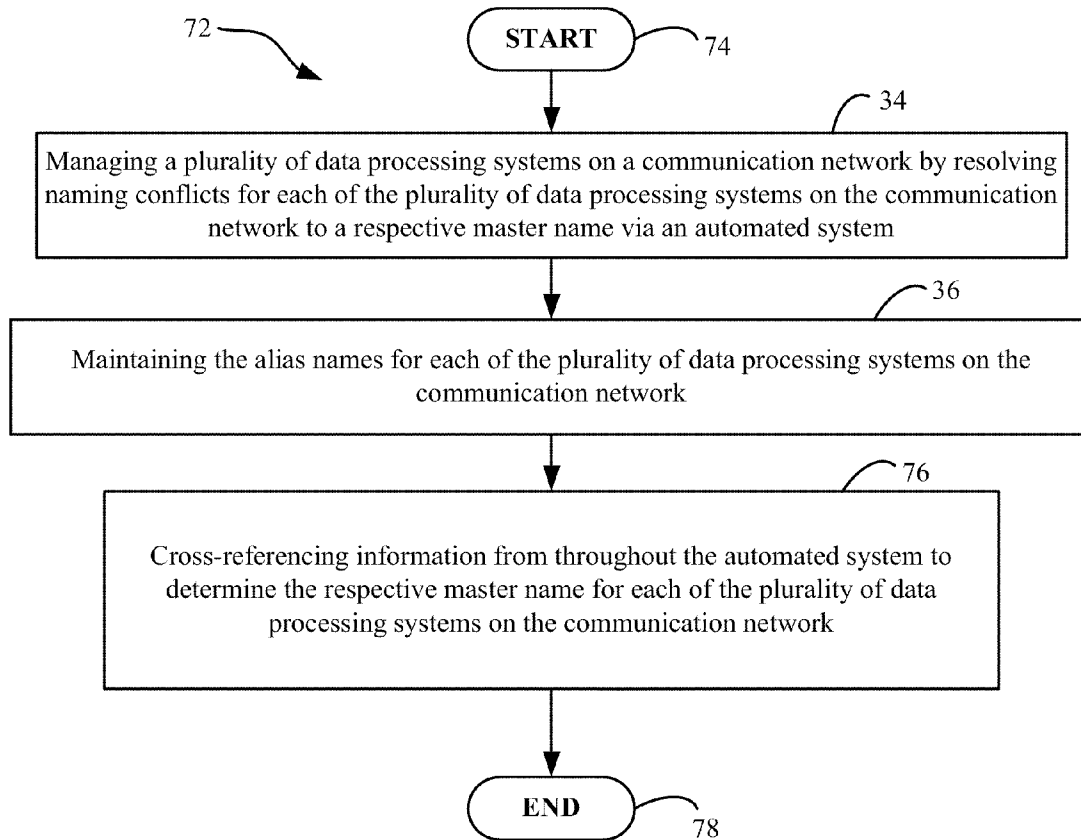 72
START
74
34
Managing a plurality of data processing systems on a communication network by resolving
naming conflicts for each of the plurality of data processing systems on the communication
network to a respective master name via an automated system
36
Maintaining the alias names for each of the plurality of data processing systems on the
communication network
76
Cross-referencing information from throughout the automated system to
determine the respective master name for each of the plurality of data
processing systems on the communication network
END
78